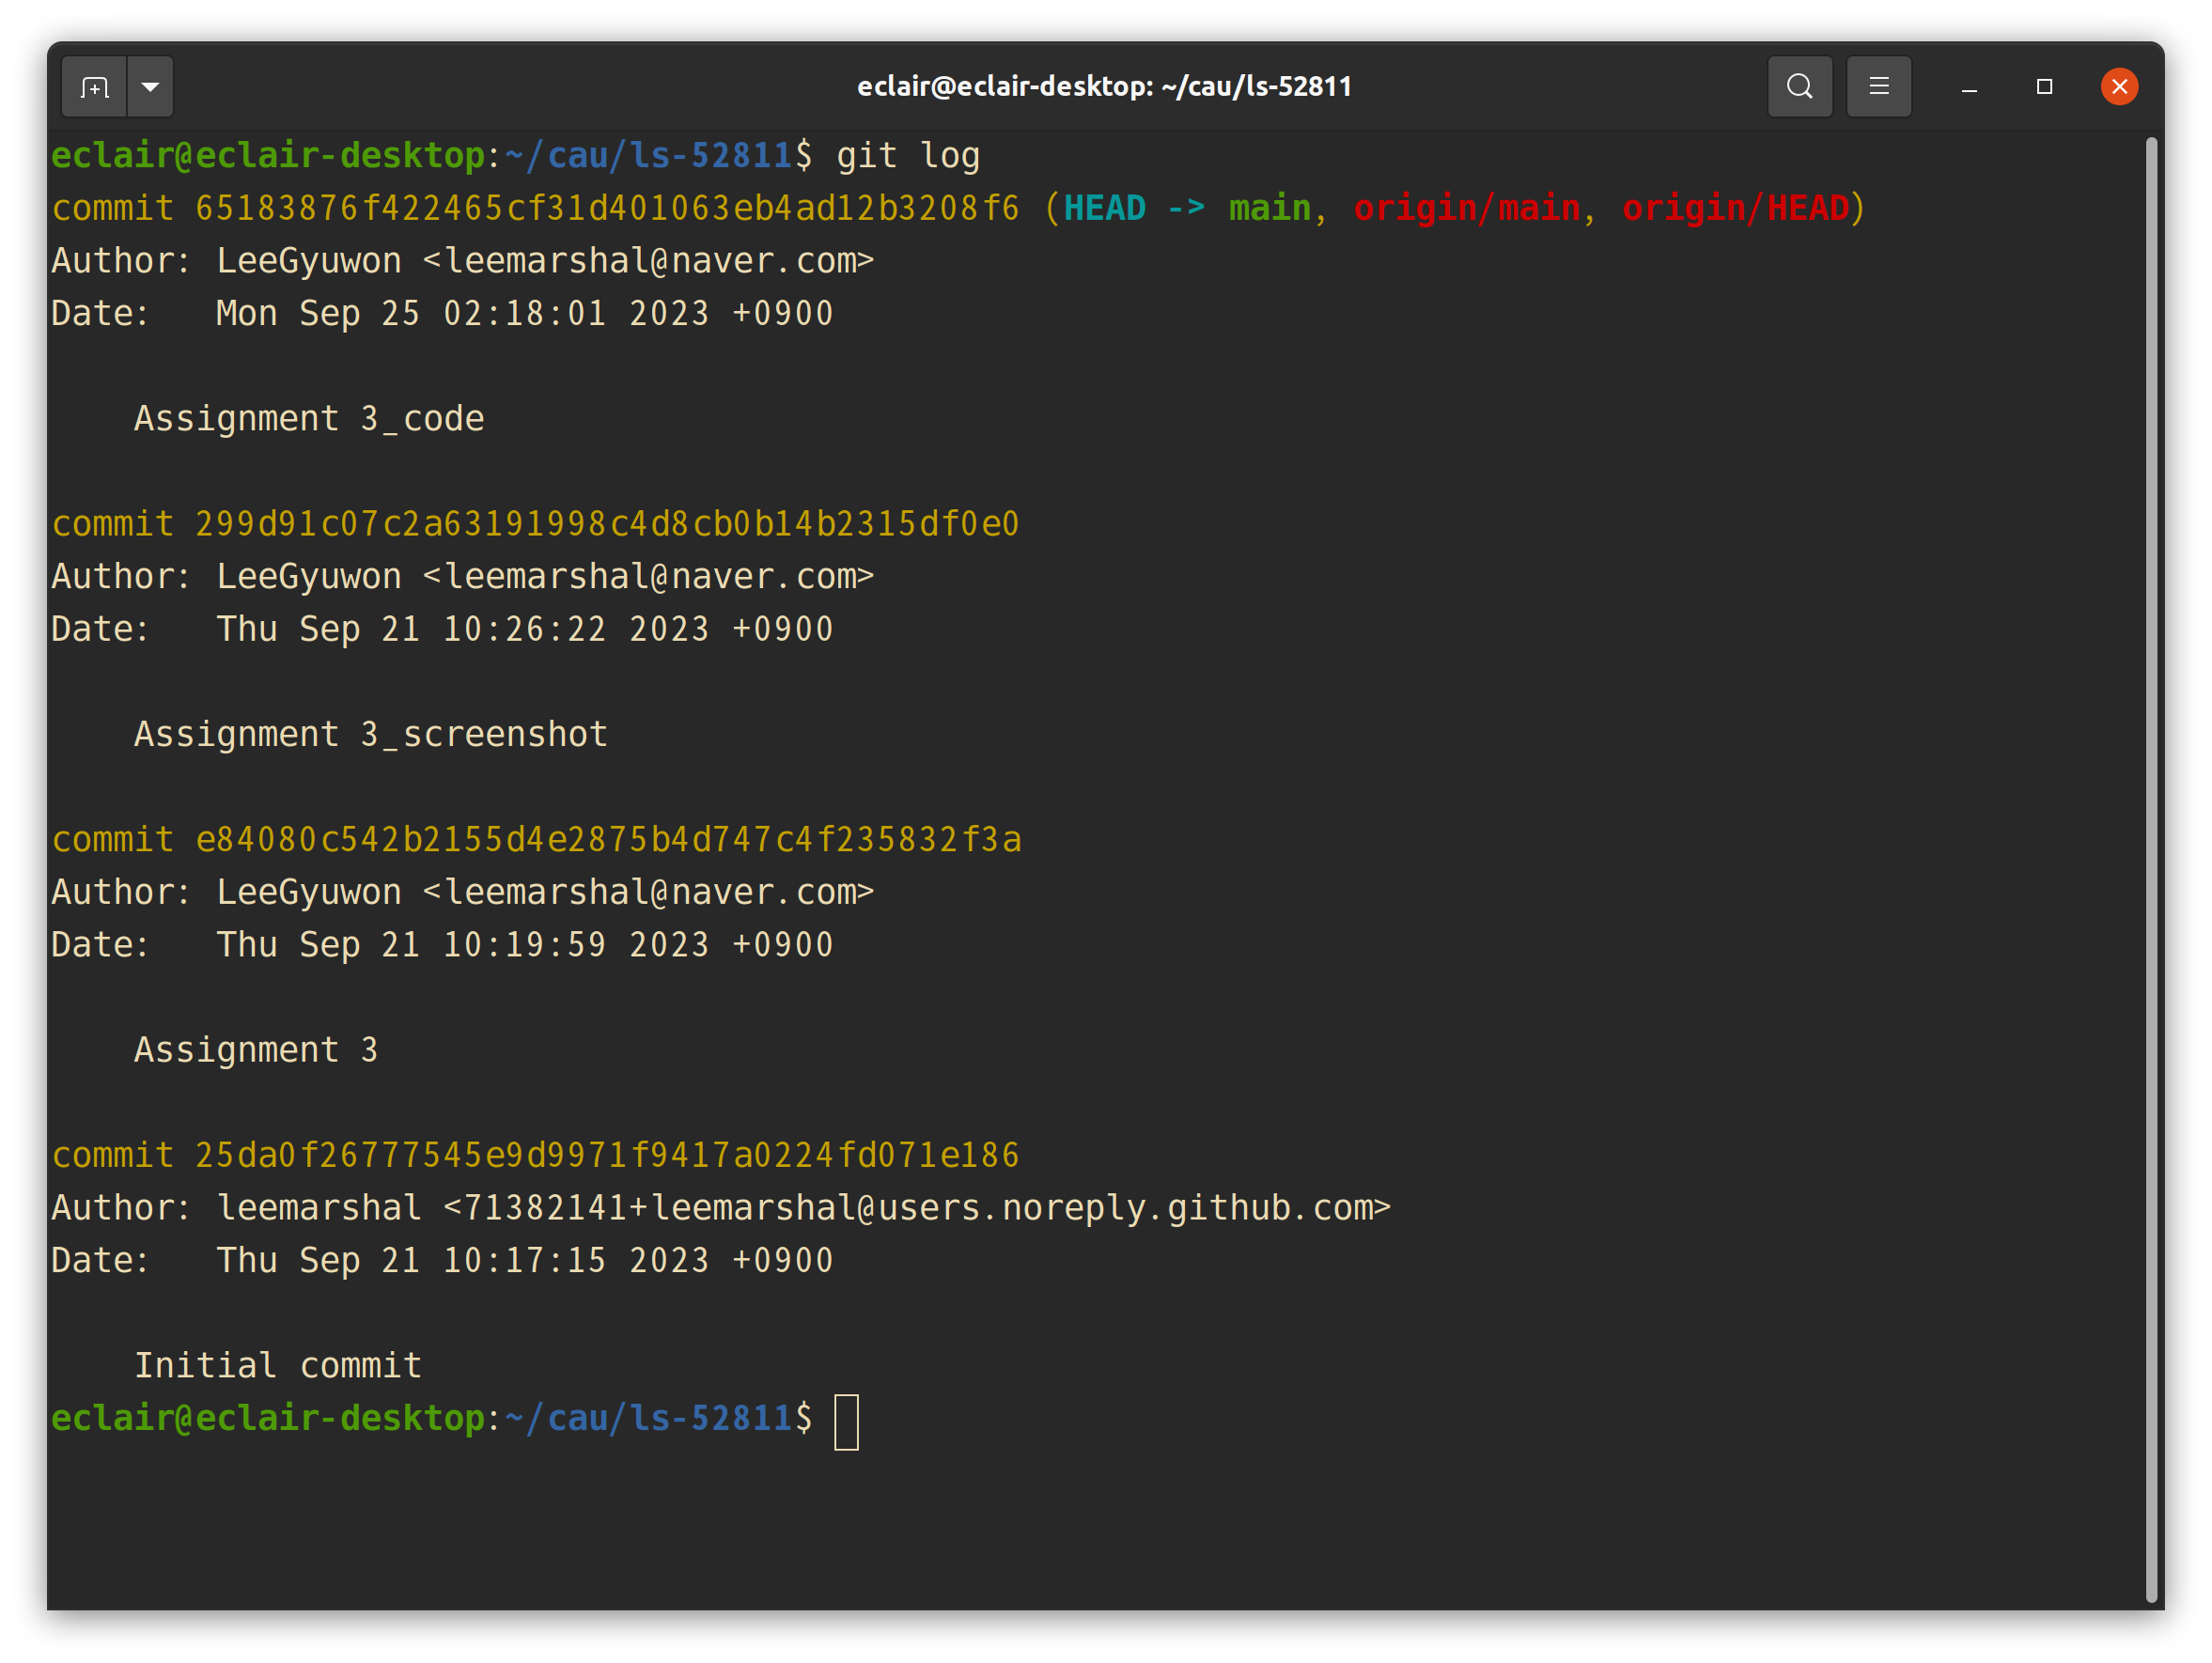 eclair@eclair-desktop: ~/cau/ls-52811
eclair@eclair-desktop:~/cau/ls-52811$ git log
commit 65183876f422465cf31d401063eb4ad12b3208f6 (HEAD -> main, origin/main, origin/HEAD)
Author: LeeGyuwon <leemarshal@naver.com>
Date:   Mon Sep 25 02:18:01 2023 +0900
    Assignment 3_code
commit 299d91c07c2a63191998c4d8cb0b14b2315df0e0
Author: LeeGyuwon <leemarshal@naver.com>
Date:   Thu Sep 21 10:26:22 2023 +0900
    Assignment 3_screenshot
commit e84080c542b2155d4e2875b4d747c4f235832f3a
Author: LeeGyuwon <leemarshal@naver.com>
Date:   Thu Sep 21 10:19:59 2023 +0900
    Assignment 3
commit 25da0f26777545e9d9971f9417a0224fd071e186
Author: leemarshal <71382141+leemarshal@users.noreply.github.com>
Date:   Thu Sep 21 10:17:15 2023 +0900
    Initial commit
eclair@eclair-desktop:~/cau/ls-52811$